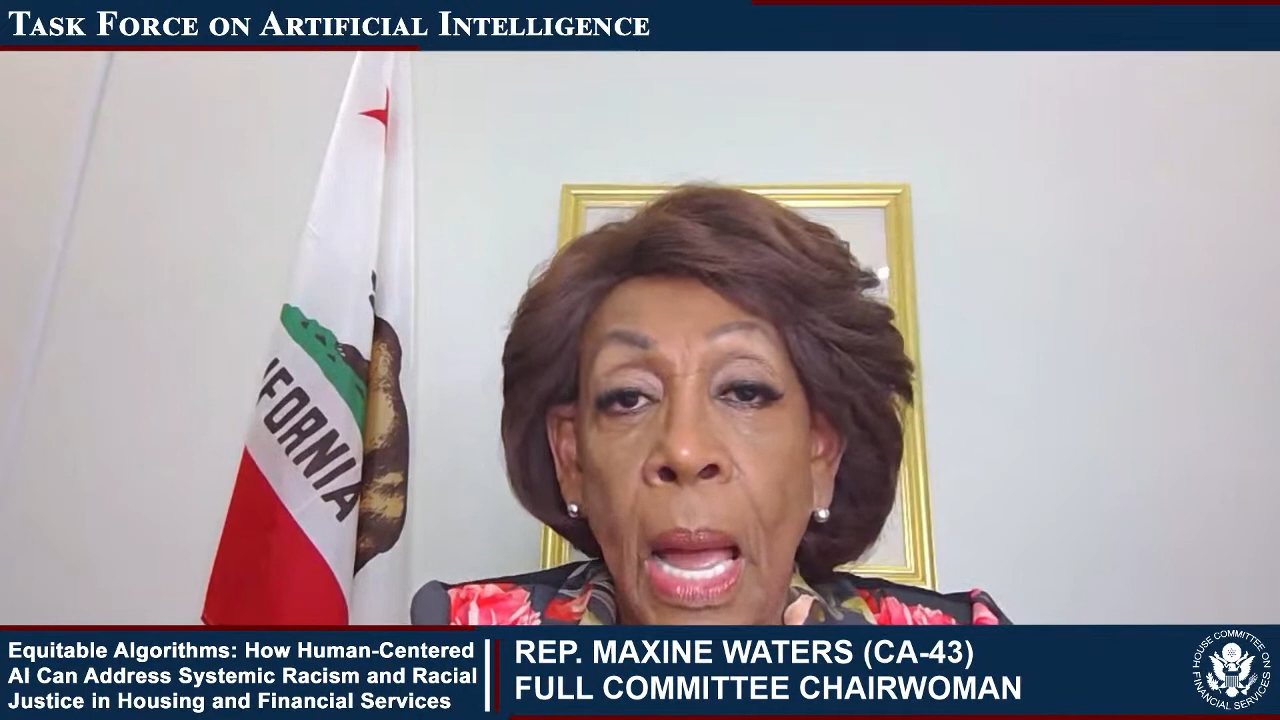 TASK FORCE ON ARTIFICIAL INTELLIGENCE
IFORNIA
Equitable Algorithms: How Human-Centered
AI Can Address Systemic Racism and Racial
Justice in Housing and Financial Services
REP. MAXINE WATERS (CA-43)
FULL COMMITTEE CHAIRWOMAN
HOUSE COMMITTEE ON
FINANCIAL SERVICES